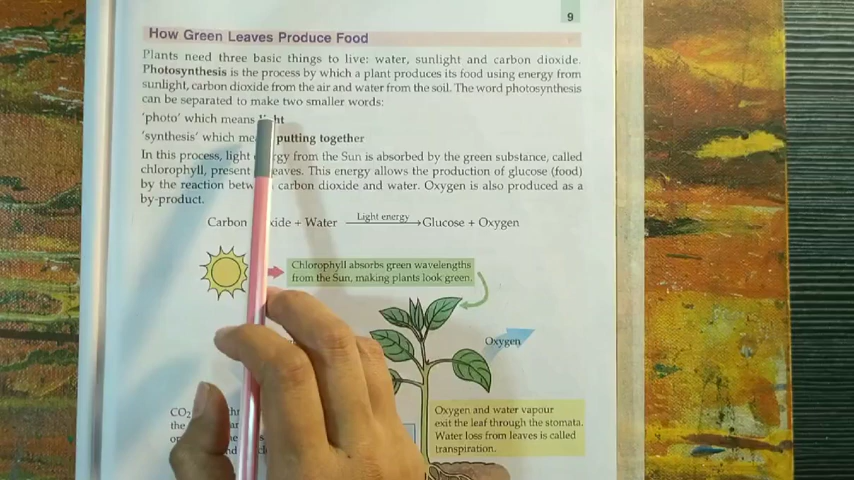 9
How Green Leaves Produce Food
Plants need three basic things to live: water, sunlight and carbon dioxide.
Photosynthesis is the process by which a plant produces its food using energy from
sunlight, carbon dioxide from the air and water from the soil. The word photosynthesis
can be separated to make two smaller words:
'photo' which means light
'synthesis' which putting together
In this process, light from the Sun is absorbed by the green substance, called
chlorophyll, present This energy allows the production of glucose (food)
by the reaction carbon dioxide and water. Oxygen is also produced as a
by-product.
Carbon + Water Light energy Glucose + Oxygen
Chlorophyll absorbs green wavelengths
from the Sun, making plants look green.
Oxygen
CO2
the
Oxygen and water vapour
exit the leaf through the stomata.
Water loss from leaves is called
transpiration.